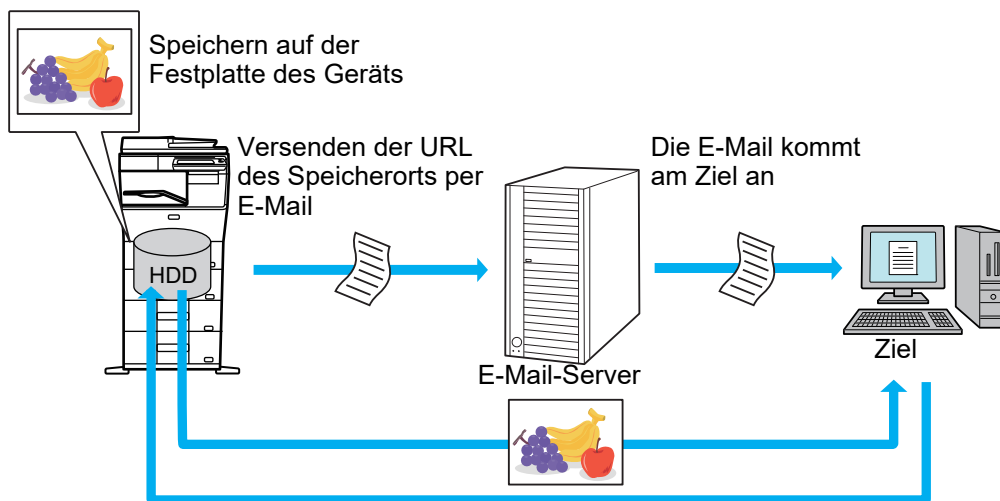 Speichern auf der
Festplatte des Geräts
Versenden der URL
des Speicherorts per
E-Mail
Die E-Mail kommt
am Ziel an
HDD
Ziel
E-Mail-Server